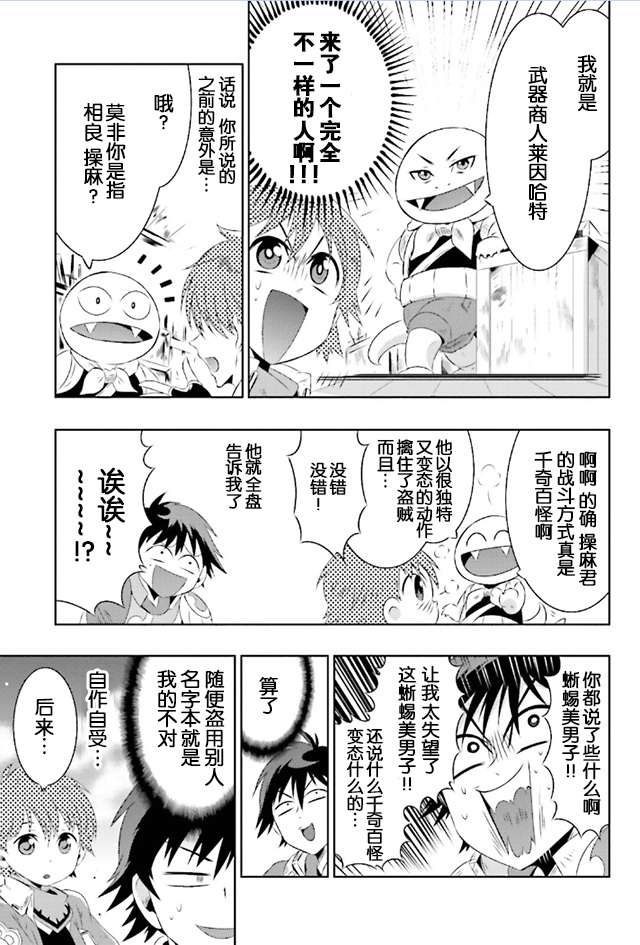 我就是
武器商人莱因哈特
来了一个完全
不一样的人啊!!!
话说 你所说的
之前的意外是…
哦?
莫非你是指
相良 操麻?
啊啊 的确 操麻君
的战斗方式真是
千奇百怪啊
他以很独特
又变态的动作
擒住了盗贼
而且…
没错
没错!
他就全盘
告诉我了
诶诶~
~~~~!?
你都说了些什么啊
蜥蜴美男子!!
让我太失望了
这蜥蜴美男子!!
还说什么千奇百怪
变态什么的…
算了
随便盗用别人
名字本就是
我的不对
自作自受…
后来…